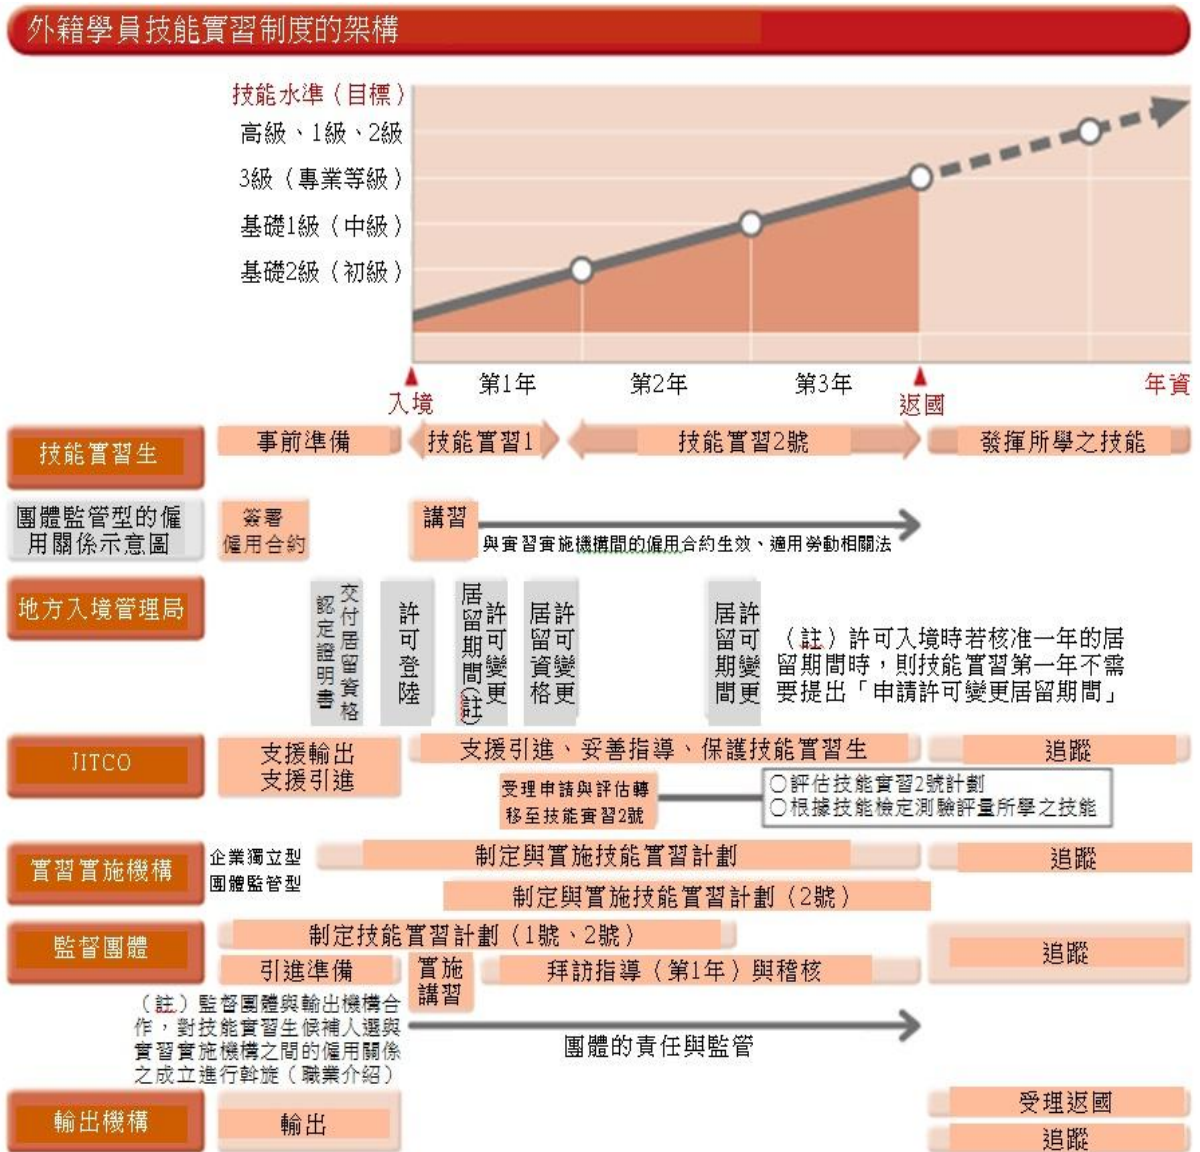 外籍學員技能實習制度的架構
技能水準（目標）
高級、1級、2級
3級（專業等級）
基礎1級（中級）
基礎2級（初級）
第1年
第2年
第3年
年資
入境
返國
技能實習生
事前準備
技能實習1
技能實習2號
發揮所學之技能
團體監管型的僱
用關係示意圖
簽署
僱用合約
講習
與實習實施機構間的僱用合約生效、適用勞動相關法
地方入境管理局
交付居留資格
認定證明書
許可登陸
許可變更
居留期間(註)
許可變更
居留資格
許可變更
居留期間
（註）許可入境時若核准一年的居
留期間時，則技能實習第一年不需
要提出「申請許可變更居留期間」
JITCO
支援輸出
支援引進
支援引進、妥善指導、保護技能實習生
追蹤
受理申請與評估轉
移至技能實習2號
○評估技能實習2號計劃
○根據技能檢定測驗評量所學之技能
實習實施機構
企業獨立型
團體監管型
制定與實施技能實習計劃
追蹤
制定與實施技能實習計劃（2號）
監督團體
制定技能實習計劃（1號、2號）
追蹤
引進準備
實施
講習
拜訪指導（第1年）與稽核
（註）監督團體與輸出機構合
作，對技能實習生候補人選與
實習實施機構之間的僱用關係
之成立進行斡旋（職業介紹）
團體的責任與監管
輸出機構
輸出
受理返國
追蹤